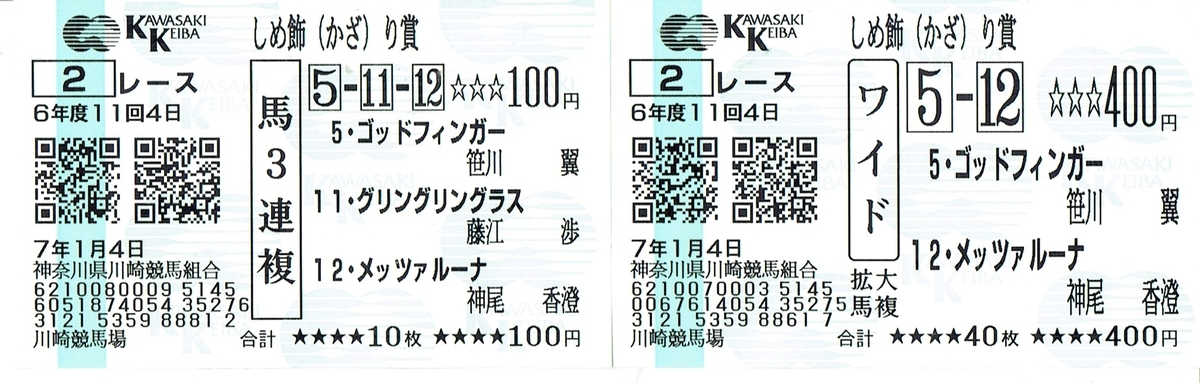 KAWASAKI KEIBA
しめ飾(かざ)り賞
2レース
6年度11回4日
馬3連複
5-11-12 ☆☆☆100円
5・ゴッドフィンガー
笹川 翼
11・グリングリングラス
藤江 渉
12・メッツァルーナ
神尾 香澄
7年1月4日
神奈川県川崎競馬組合
6210080009 5145
6051874054 35276
3121 5359 8881 2
川崎競馬場
合計 ★★★★10枚 ★★★★100円
KAWASAKI KEIBA
しめ飾(かざ)り賞
2レース
6年度11回4日
ワイド
拡大馬複
5-12 ☆☆☆400円
5・ゴッドフィンガー
笹川 翼
12・メッツァルーナ
神尾 香澄
7年1月4日
神奈川県川崎競馬組合
6210070003 5145
0067614054 35275
3121 5359 8861 7
川崎競馬場
合計 ★★★★40枚 ★★★★400円